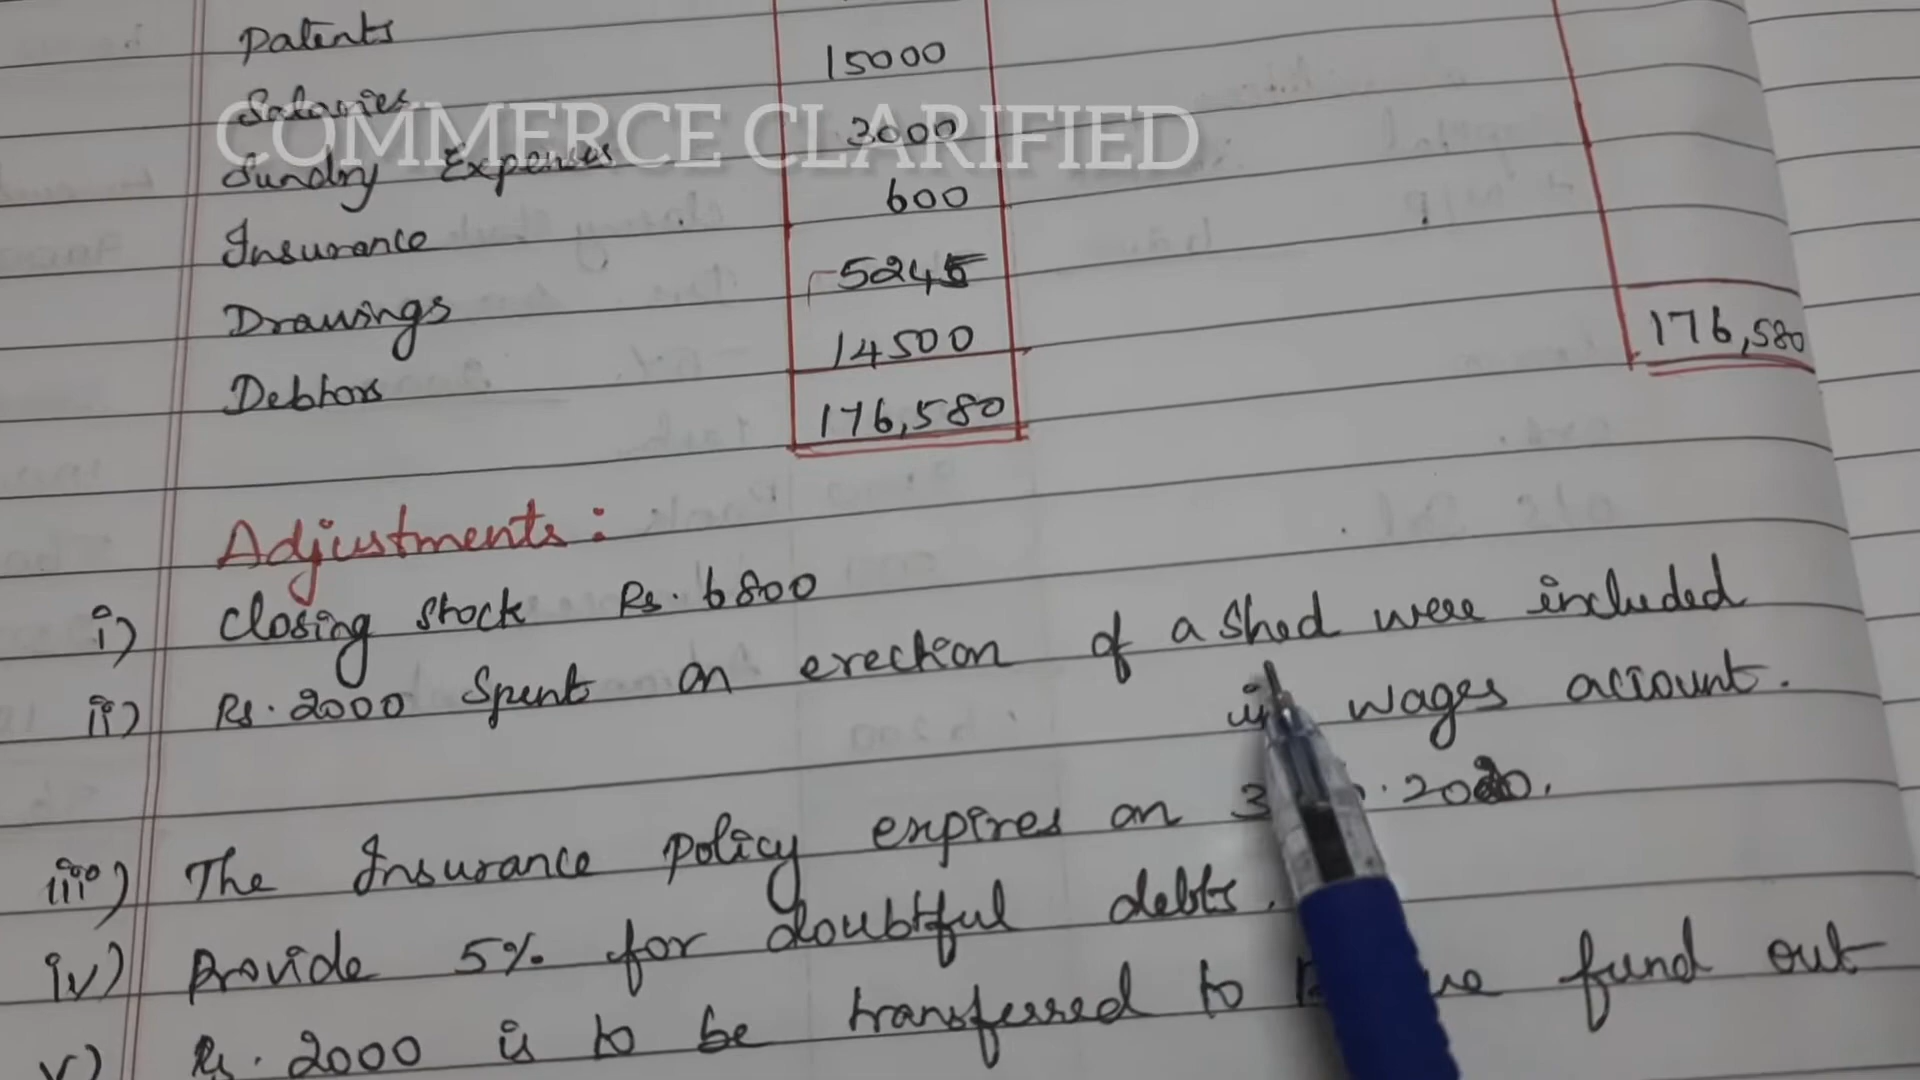 Patents
Salaries 15000
Sundry Expenses 3000
Insurance 600
Drawings 5245
Debtors 14500
176,580 176,580
COMMERCE CLARIFIED
Adjustments:
i) Closing Stock Rs. 6800
ii) Rs. 2000 Spent on erection of a Shed were included
in wages account.
iii) The Insurance policy expires on
iv) Provide 5% for doubtful debts.
v) Rs. 2000 is to be transferred to fund out